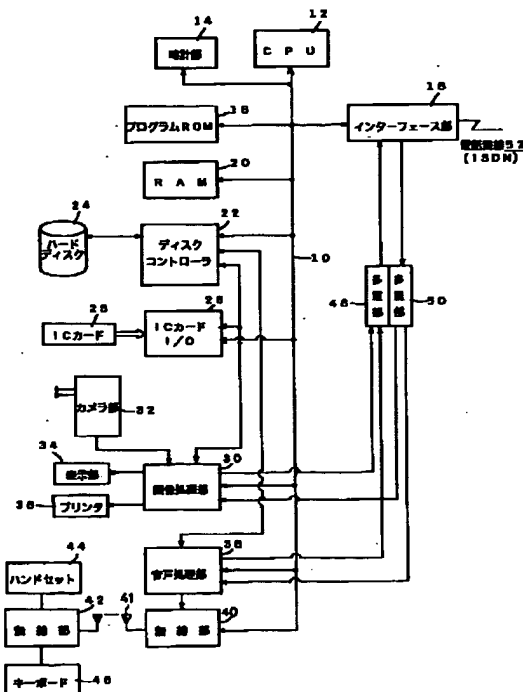 14
12
時計部
CPU
16
プログラムROM
18
インターフェース部
電話回線52
(ISDN)
20
RAM
24
22
ハード
ディスク
ディスク
コントローラ
10
48
多重部
多重部
50
28
26
ICカード
ICカード
I/O
カメラ部
32
34
30
表示部
画像処理部
36
プリンタ
44
38
ハンドセット
音声処理部
42
41
40
無線部
無線部
キーボード
46